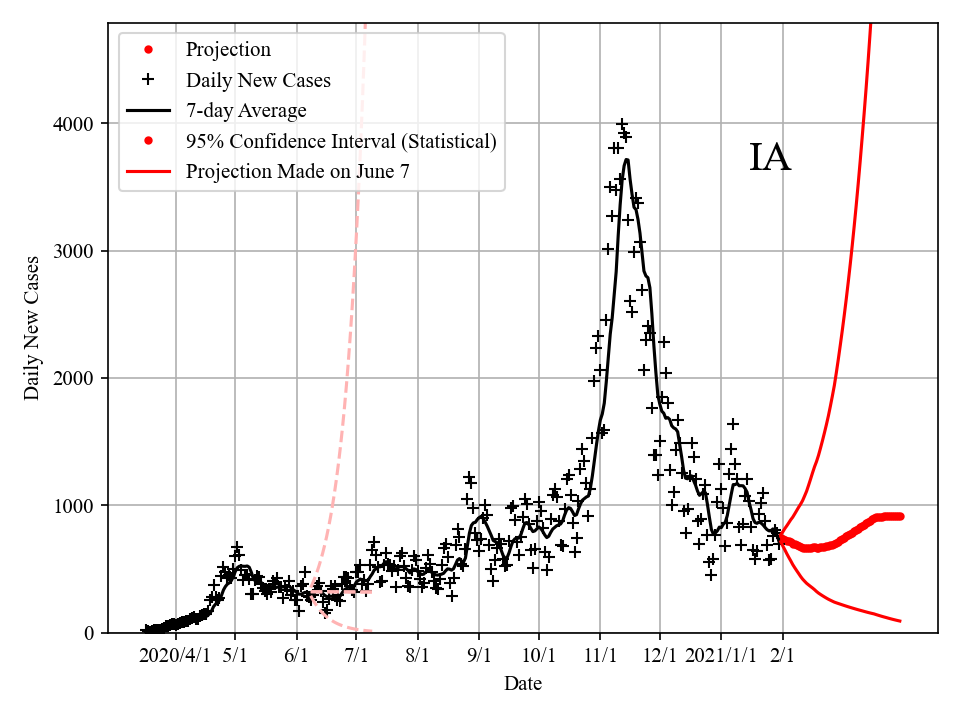 Projection
Daily New Cases
7-day Average
95% Confidence Interval (Statistical)
Projection Made on June 7
IA
Daily New Cases
4000
3000
2000
1000
0
2020/4/1 5/1 6/1 7/1 8/1 9/1 10/1 11/1 12/1 2021/1/1 2/1
Date